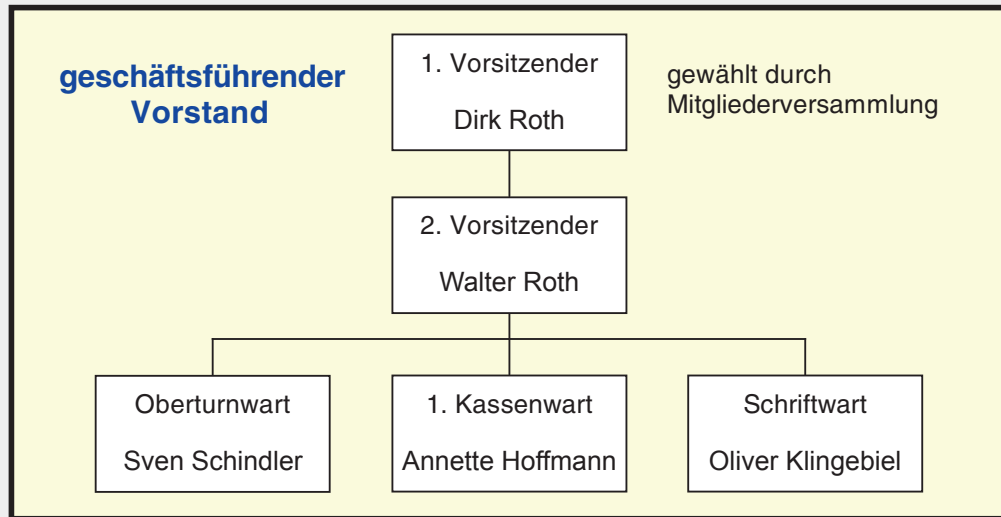 geschäftsführender
Vorstand
1. Vorsitzender
Dirk Roth
gewählt durch
Mitgliederversammlung
2. Vorsitzender
Walter Roth
Oberturnwart
Sven Schindler
1. Kassenwart
Annette Hoffmann
Schriftwart
Oliver Klingebiel